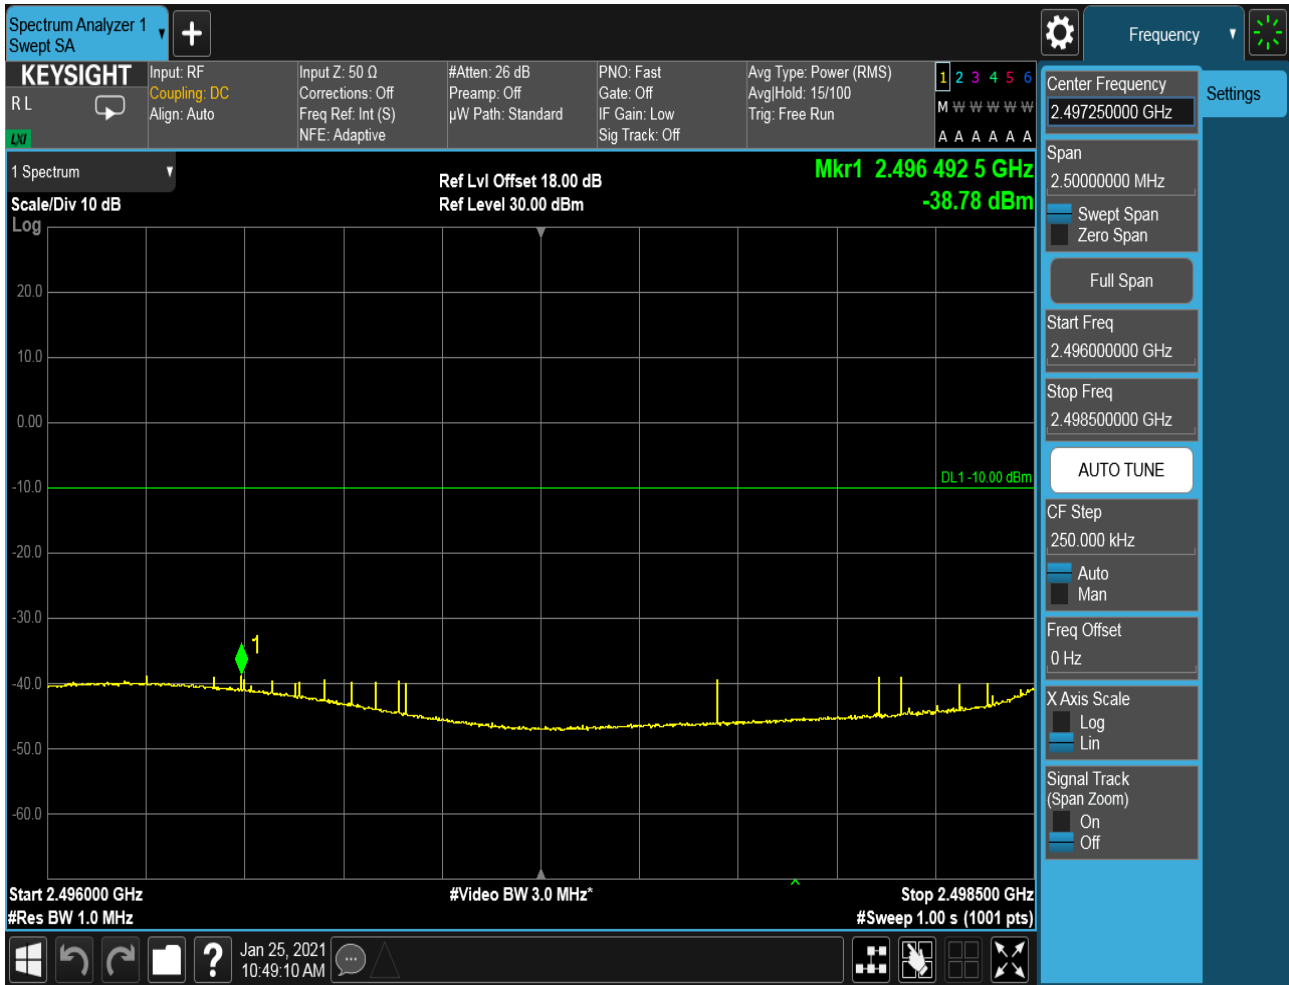 Spectrum Analyzer 1
Swept SA
Frequency
KEYSIGHT
R L
LXI
Input: RF
Coupling: DC
Align: Auto
Input Z: 50 Ω
Corrections: Off
Freq Ref: Int (S)
NFE: Adaptive
#Atten: 26 dB
Preamp: Off
µW Path: Standard
PNO: Fast
Gate: Off
IF Gain: Low
Sig Track: Off
Avg Type: Power (RMS)
Avg|Hold: 15/100
Trig: Free Run
1 2 3 4 5 6
M W W W W W
A A A A A A
1 Spectrum
Scale/Div 10 dB
Log
Ref Lvl Offset 18.00 dB
Ref Level 30.00 dBm
Mkr1 2.496 492 5 GHz
-38.78 dBm
20.0
10.0
0.00
-10.0
-20.0
-30.0
-40.0
-50.0
-60.0
DL1 -10.00 dBm
1
Start 2.496000 GHz
#Res BW 1.0 MHz
#Video BW 3.0 MHz*
Stop 2.498500 GHz
#Sweep 1.00 s (1001 pts)
Jan 25, 2021
10:49:10 AM
?
Center Frequency
2.497250000 GHz
Settings
Span
2.50000000 MHz
Swept Span
Zero Span
Full Span
Start Freq
2.496000000 GHz
Stop Freq
2.498500000 GHz
AUTO TUNE
CF Step
250.000 kHz
Auto
Man
Freq Offset
0 Hz
X Axis Scale
Log
Lin
Signal Track
(Span Zoom)
On
Off